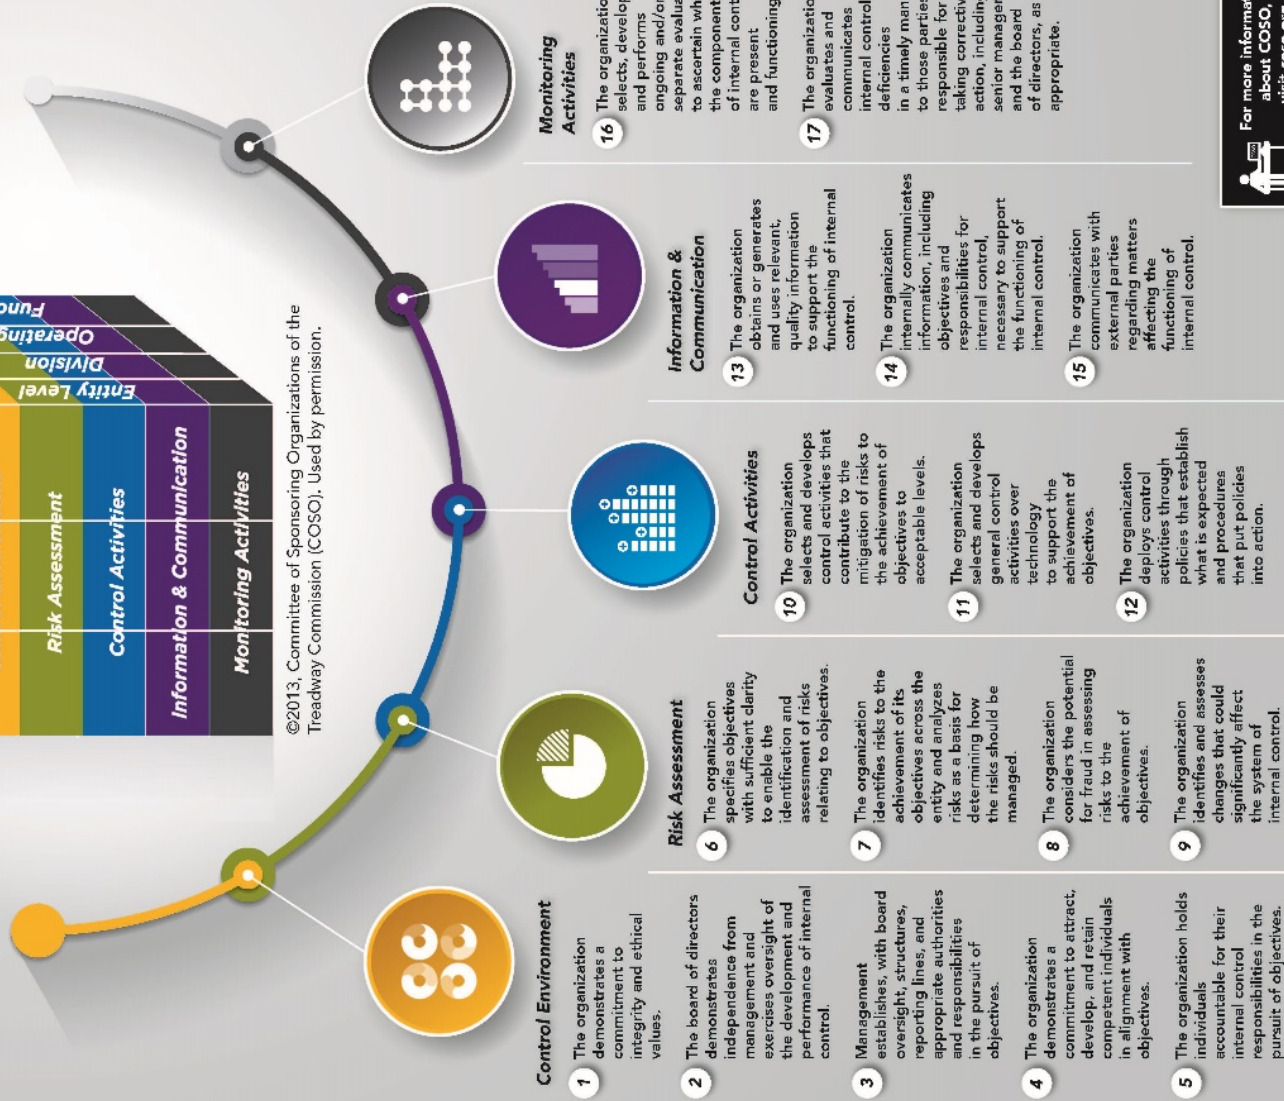 Func
Operating
Division
Entity Level
Risk Assessment
Control Activities
Information & Communication
Monitoring Activities
©2013, Committee of Sponsoring Organizations of the
Treadway Commission (COSO). Used by permission.
Control Environment
1 The organization
demonstrates a
commitment to
integrity and ethical
values.
2 The board of directors
demonstrates
independence from
management and
exercises oversight of
the development and
performance of internal
control.
3 Management
establishes, with board
oversight, structures,
reporting lines, and
appropriate authorities
and responsibilities
in the pursuit of
objectives.
4 The organization
demonstrates a
commitment to attract,
develop, and retain
competent individuals
in alignment with
objectives.
5 The organization holds
individuals
accountable for their
internal control
responsibilities in the
pursuit of objectives.
Risk Assessment
6 The organization
specifies objectives
with sufficient clarity
to enable the
identification and
assessment of risks
relating to objectives.
7 The organization
identifies risks to the
achievement of its
objectives across the
entity and analyzes
risks as a basis for
determining how
the risks should be
managed.
8 The organization
considers the potential
for fraud in assessing
risks to the
achievement of
objectives.
9 The organization
identifies and assesses
changes that could
significantly affect
the system of
internal control.
Control Activities
10 The organization
selects and develops
control activities that
contribute to the
mitigation of risks to
the achievement of
objectives to
acceptable levels.
11 The organization
selects and develops
general control
activities over
technology
to support the
achievement of
objectives.
12 The organization
deploys control
activities through
policies that establish
what is expected
and procedures
that put policies
into action.
Information &
Communication
13 The organization
obtains or generates
and uses relevant,
quality information
to support the
functioning of internal
control.
14 The organization
internally communicates
information, including
objectives and
responsibilities for
internal control,
necessary to support
the functioning of
internal control.
15 The organization
communicates with
external parties
regarding matters
affecting the
functioning of
internal control.
Monitoring
Activities
16 The organizatio
selects, develop
and performs
ongoing and/or
separate evalua
to ascertain wh
the component
of internal cont
are present
and functioning
17 The organizatio
evaluates and
communicates
internal control
deficiencies
in a timely man
to those parties
responsible for
taking correctiv
action, including
senior manager
and the board
of directors, as
appropriate.
For more informat
about COSO,